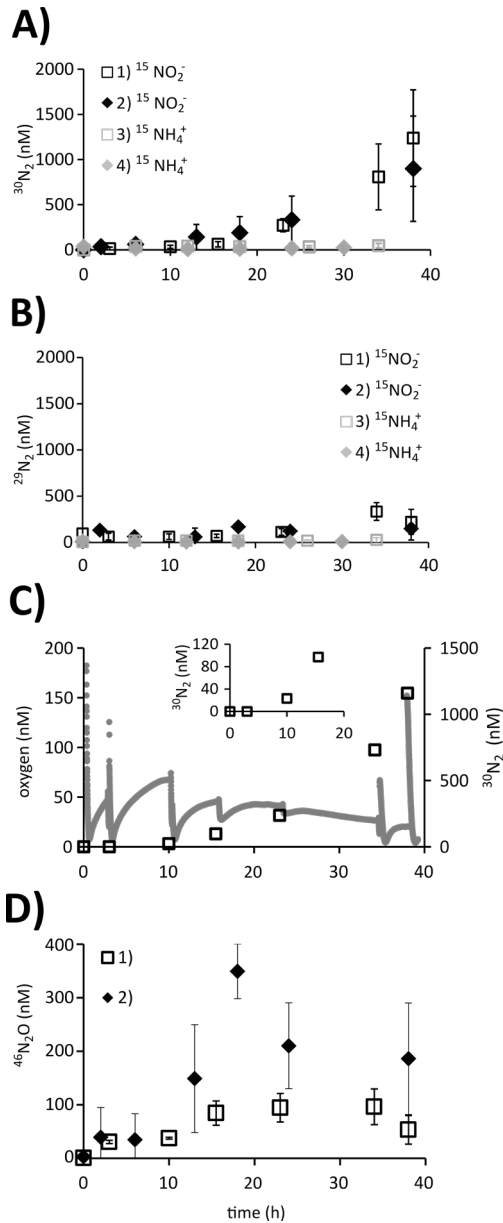 A)
2000
1500
1000
500
0
³⁰N₂ (nM)
1) ¹⁵ NO₂⁻
2) ¹⁵ NO₂⁻
3) ¹⁵ NH₄⁺
4) ¹⁵ NH₄⁺
0 10 20 30 40
B)
2000
1500
1000
500
0
²⁹N₂ (nM)
1) ¹⁵NO₂⁻
2) ¹⁵NO₂⁻
3) ¹⁵NH₄⁺
4) ¹⁵NH₄⁺
0 10 20 30 40
C)
200
150
100
50
0
oxygen (nM)
120
80
40
0
³⁰N₂ (nM)
0 10 20
1500
1000
500
0
³⁰N₂ (nM)
0 10 20 30 40
D)
400
300
200
100
0
⁴⁶N₂O (nM)
1)
2)
0 10 20 30 40
time (h)